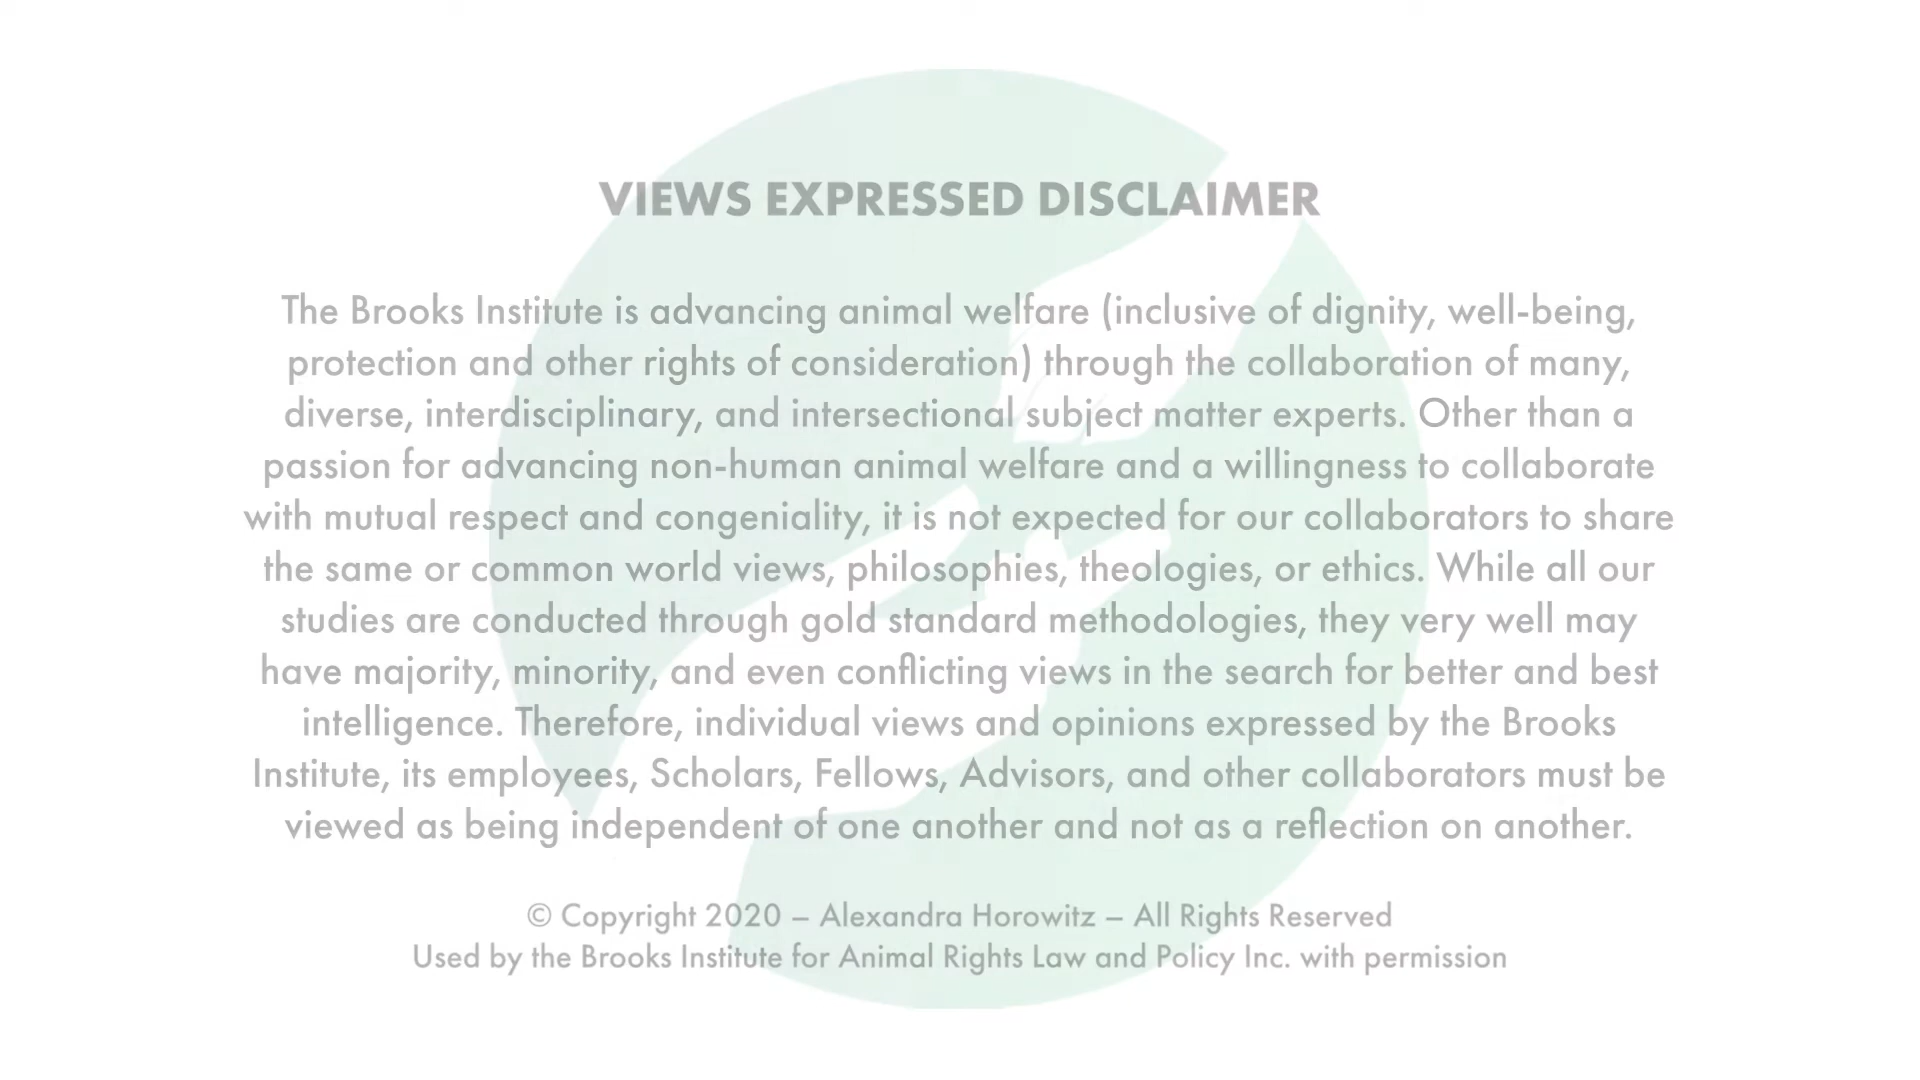 VIEWS EXPRESSED DISCLAIMER
The Brooks Institute is advancing animal welfare (inclusive of dignity, well-being,
protection and other rights of consideration) through the collaboration of many,
diverse, interdisciplinary, and intersectional subject matter experts. Other than a
passion for advancing non-human animal welfare and a willingness to collaborate
with mutual respect and congeniality, it is not expected for our collaborators to share
the same or common world views, philosophies, theologies, or ethics. While all our
studies are conducted through gold standard methodologies, they very well may
have majority, minority, and even conflicting views in the search for better and best
intelligence. Therefore, individual views and opinions expressed by the Brooks
Institute, its employees, Scholars, Fellows, Advisors, and other collaborators must be
viewed as being independent of one another and not as a reflection on another.
© Copyright 2020 – Alexandra Horowitz – All Rights Reserved
Used by the Brooks Institute for Animal Rights Law and Policy Inc. with permission